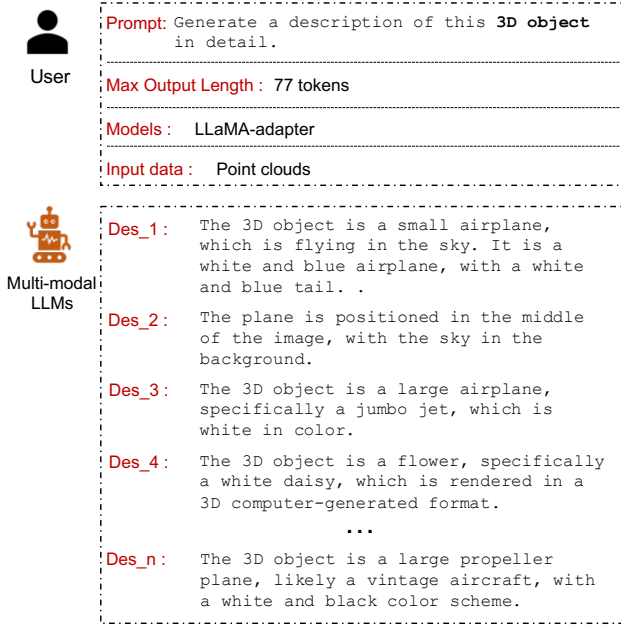 User
Prompt: Generate a description of this 3D object
in detail.
Max Output Length : 77 tokens
Models : LLaMA-adapter
Input data : Point clouds
Multi-modal
LLMs
Des_1 : The 3D object is a small airplane,
which is flying in the sky. It is a
white and blue airplane, with a white
and blue tail. .
Des_2 : The plane is positioned in the middle
of the image, with the sky in the
background.
Des_3 : The 3D object is a large airplane,
specifically a jumbo jet, which is
white in color.
Des_4 : The 3D object is a flower, specifically
a white daisy, which is rendered in a
3D computer-generated format.
...
Des_n : The 3D object is a large propeller
plane, likely a vintage aircraft, with
a white and black color scheme.